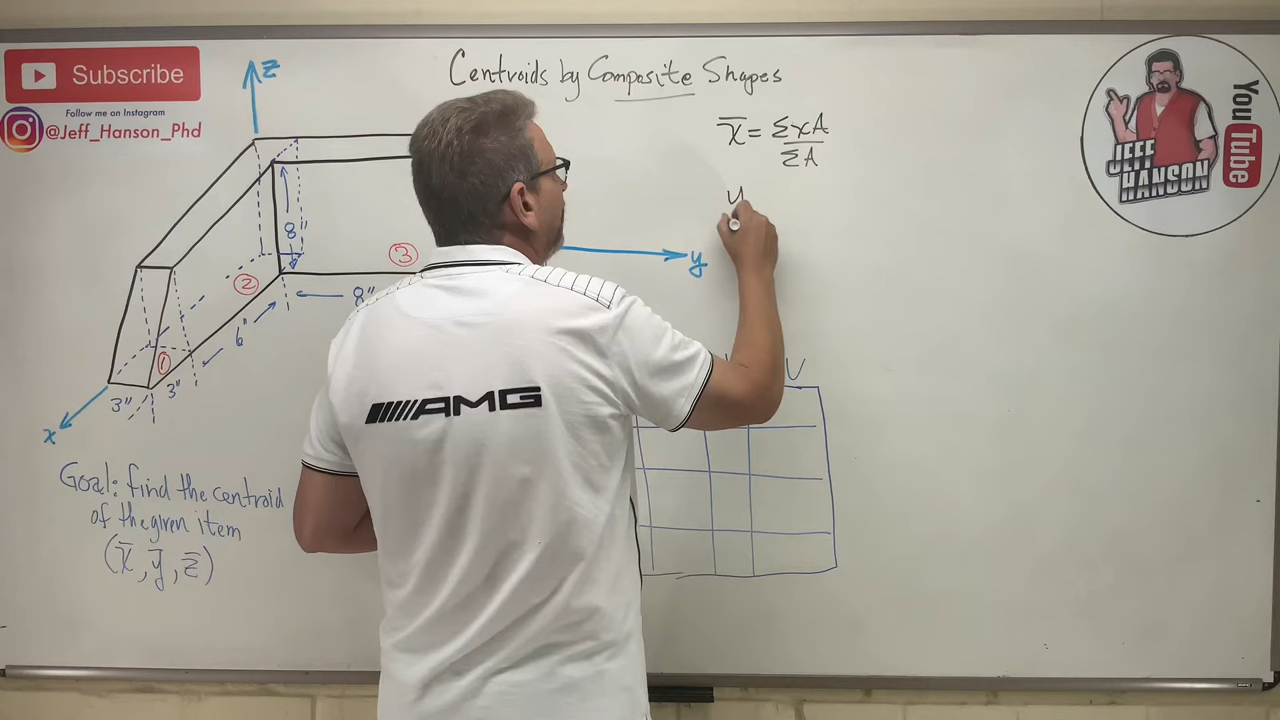 Subscribe
Follow me on Instagram
@Jeff_Hanson_Phd
Centroids by Composite Shapes
x̄ = ΣxA
ΣA
y
z
8"
③
②
y
8"
6"
①
3"
3"
x
V
AMG
Goal: find the centroid
of the given item
(x̄, ȳ, z̄)
JEFF
HANSON
YouTube